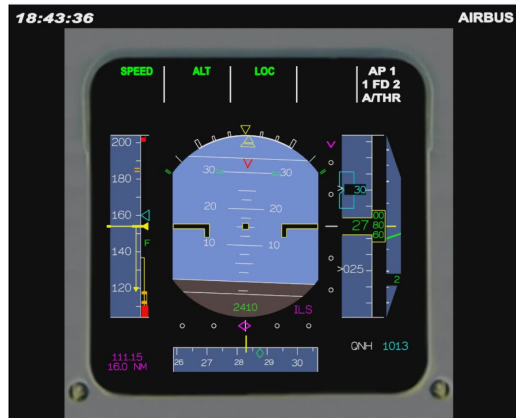 18:43:36 AIRBUS
SPEED ALT LOC AP 1
1 FD 2
A/THR
200
180
160
140
120
F
30 30
20 20
10 10
2410
ILS
30
27
00
80
60
025
2
111.15
16.0 NM
26 27 28 29 30
QNH 1013